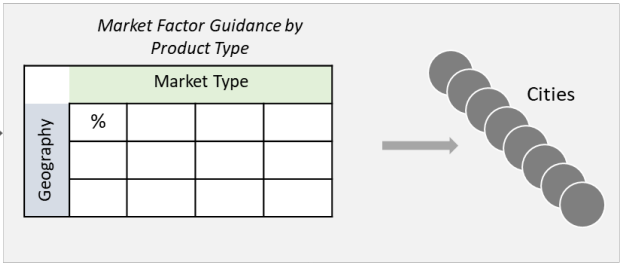 Market Factor Guidance by
Product Type
Market Type
Geography
%
Cities